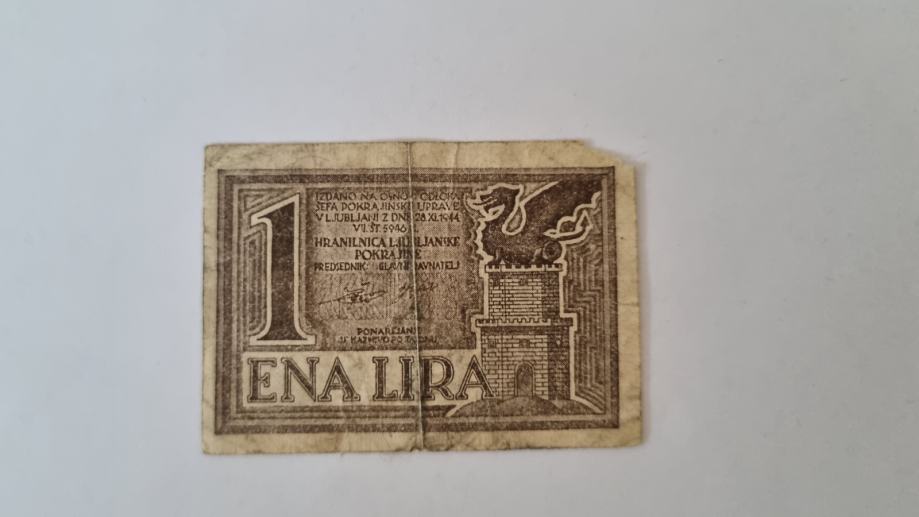 1
IZDANO NA OSNOVI ODLOKA
ŠEFA POKRAJINSKE UPRAVE
V LJUBLJANI Z DNE 28.XI.1944
VII. ŠT. 5946
HRANILNICA LJUBLJANSKE
POKRAJINE
PREDSEDNIK: GLAVNI RAVNATELJ
PONAREJANJE
SE KAZNUJE PO ZAKONU
ENA LIRA